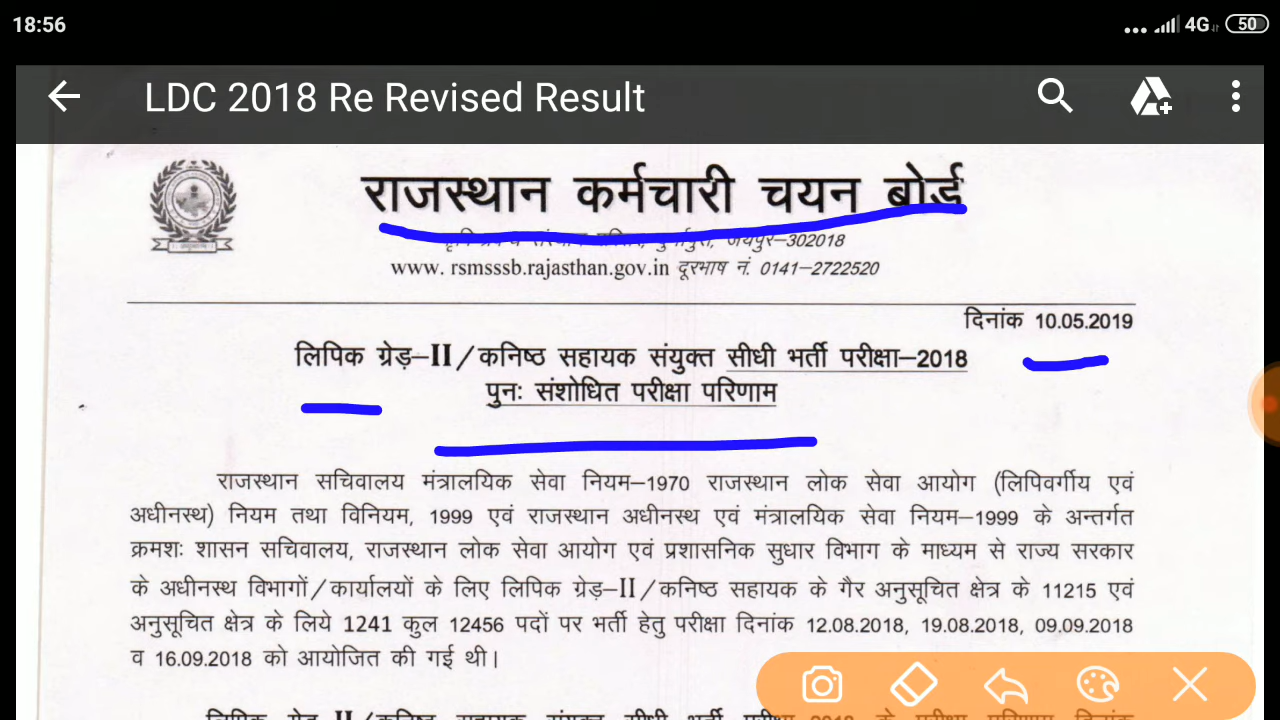 18:56
4G 50
LDC 2018 Re Revised Result
राजस्थान कर्मचारी चयन बोर्ड
जयपुर–302018
www. rsmsssb.rajasthan.gov.in दूरभाष नं. 0141–2722520
दिनांक 10.05.2019
लिपिक ग्रेड–II/कनिष्ठ सहायक संयुक्त सीधी भर्ती परीक्षा–2018
पुनः संशोधित परीक्षा परिणाम
राजस्थान सचिवालय मंत्रालयिक सेवा नियम–1970 राजस्थान लोक सेवा आयोग (लिपिवर्गीय एवं
अधीनस्थ) नियम तथा विनियम, 1999 एवं राजस्थान अधीनस्थ एवं मंत्रालयिक सेवा नियम–1999 के अन्तर्गत
क्रमशः शासन सचिवालय, राजस्थान लोक सेवा आयोग एवं प्रशासनिक सुधार विभाग के माध्यम से राज्य सरकार
के अधीनस्थ विभागों/कार्यालयों के लिए लिपिक ग्रेड–II/कनिष्ठ सहायक के गैर अनुसूचित क्षेत्र के 11215 एवं
अनुसूचित क्षेत्र के लिये 1241 कुल 12456 पदों पर भर्ती हेतु परीक्षा दिनांक 12.08.2018, 19.08.2018, 09.09.2018
व 16.09.2018 को आयोजित की गई थी।